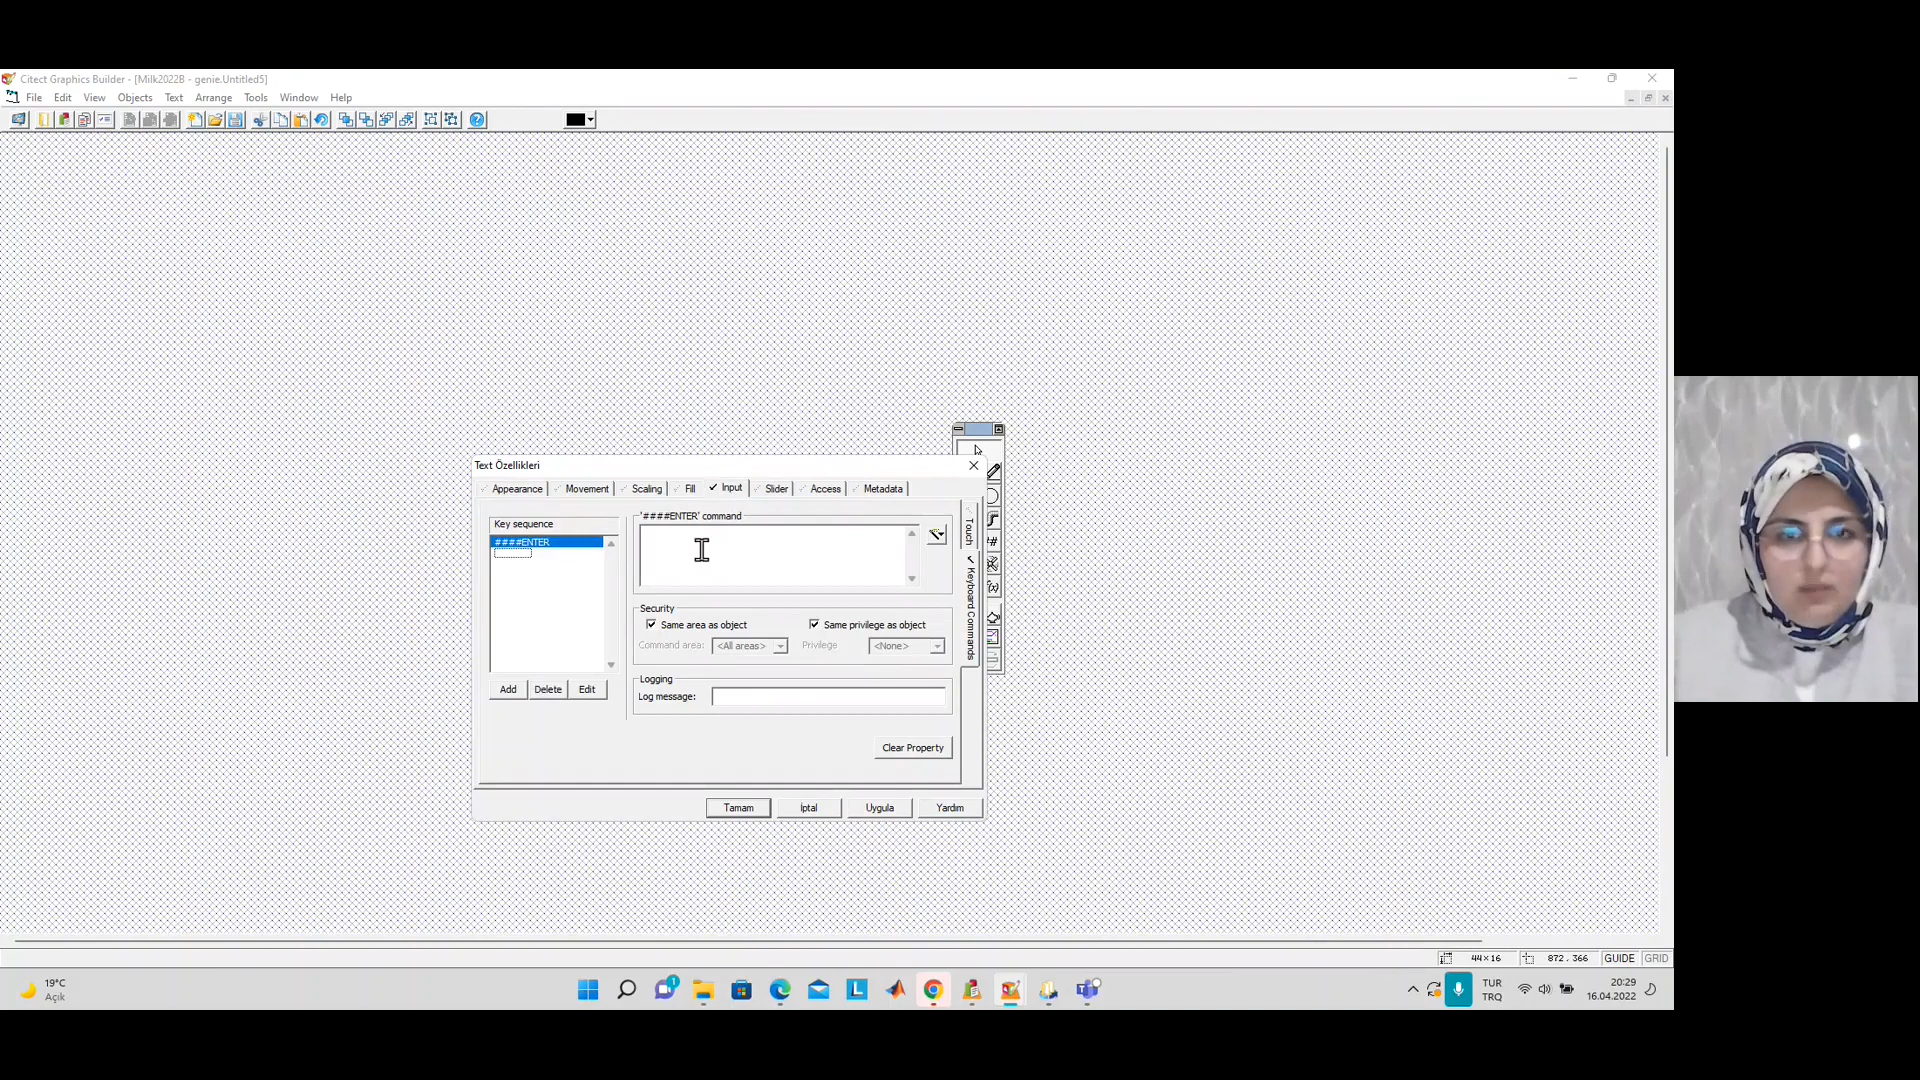 Citect Graphics Builder - [Milk2022B - genie.Untitled5]
File Edit View Objects Text Arrange Tools Window Help
Text Özellikleri
Appearance Movement Scaling Fill Input Slider Access Metadata
Key sequence
####ENTER
'####ENTER' command
Touch
Keyboard Commands
Security
Same area as object Same privilege as object
Command area: <All areas> Privilege <None>
Add Delete Edit
Logging
Log message:
Clear Property
Tamam İptal Uygula Yardım
44×16 872 , 366 GUIDE GRID
19°C
Açık
1
L
TUR
TRQ
20:29
16.04.2022